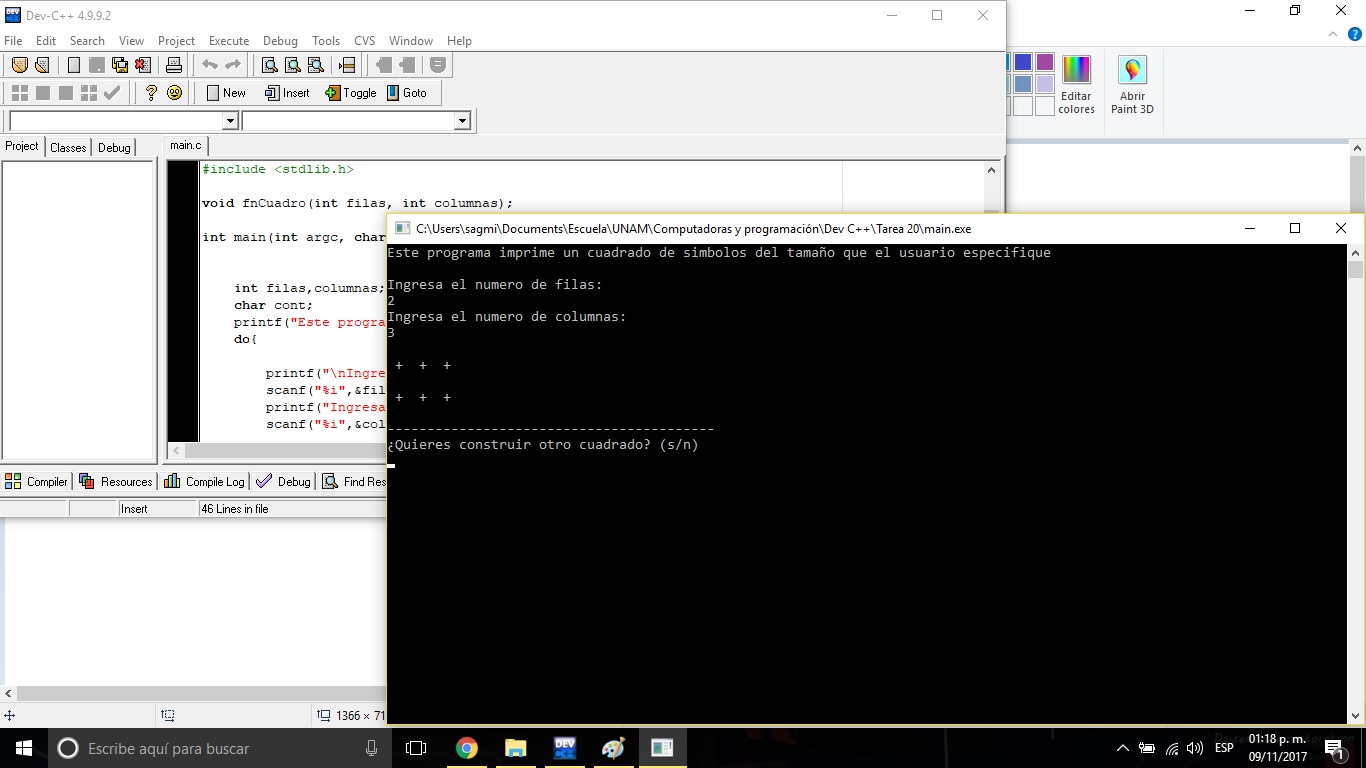 Dev-C++ 4.9.9.2
File Edit Search View Project Execute Debug Tools CVS Window Help
New Insert Toggle Goto
Project Classes Debug
main.c
#include <stdlib.h>
void fnCuadro(int filas, int columnas);
int main(int argc, char
int filas,columnas;
char cont;
printf("Este progra
do{
printf("\nIngre
scanf("%i",&fil
printf("Ingresa
scanf("%i",&col
Compiler Resources Compile Log Debug Find Res
Insert 46 Lines in file
Editar colores
Abrir Paint 3D
C:\Users\sagmi\Documents\Escuela\UNAM\Computadoras y programación\Dev C++\Tarea 20\main.exe
Este programa imprime un cuadrado de simbolos del tamaño que el usuario especifique
Ingresa el numero de filas:
2
Ingresa el numero de columnas:
3
+ + +
+ + +
-----------------------------------------
¿Quieres construir otro cuadrado? (s/n)
1366 × 71
Escribe aquí para buscar
DEV
ESP
01:18 p. m.
09/11/2017
1